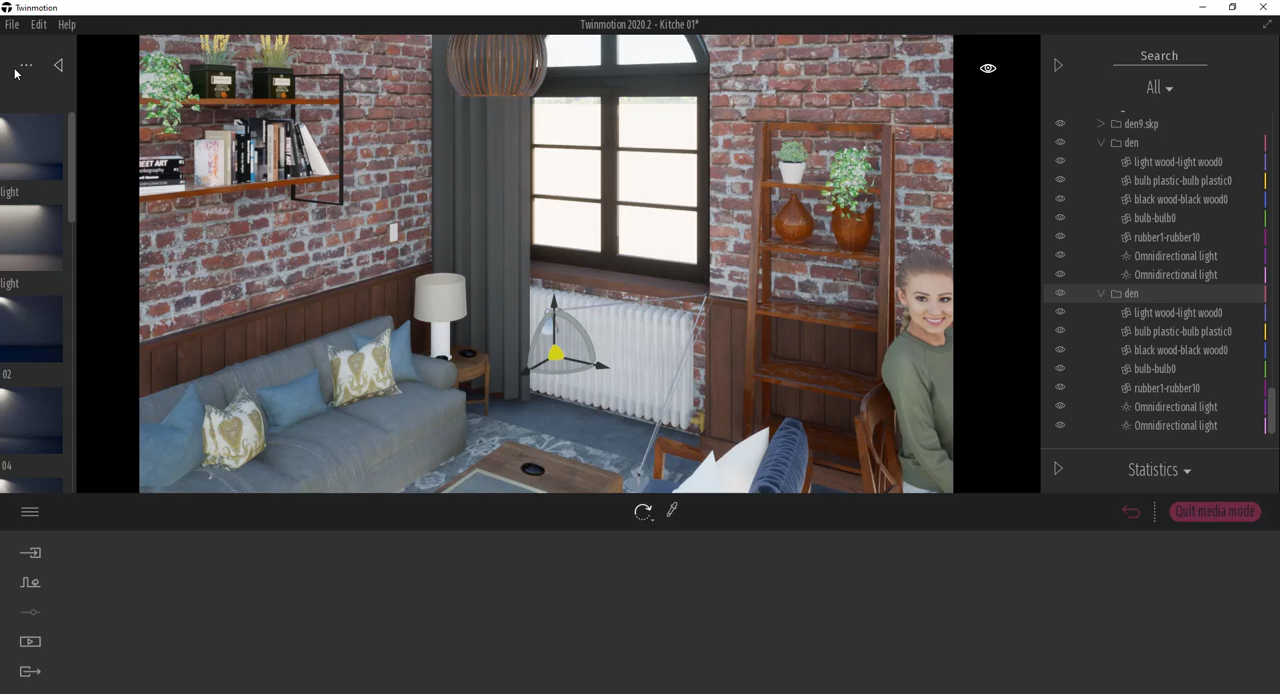 Twinmotion
File Edit Help
Twinmotion 2020.2 - Kitche 01*
Search
All
light
light
02
04
den9.skp
den
light wood-light wood0
bulb plastic-bulb plastic0
black wood-black wood0
bulb-bulb0
rubber1-rubber10
Omnidirectional light
Omnidirectional light
den
light wood-light wood0
bulb plastic-bulb plastic0
black wood-black wood0
bulb-bulb0
rubber1-rubber10
Omnidirectional light
Omnidirectional light
Statistics
Quit media mode
REET ART